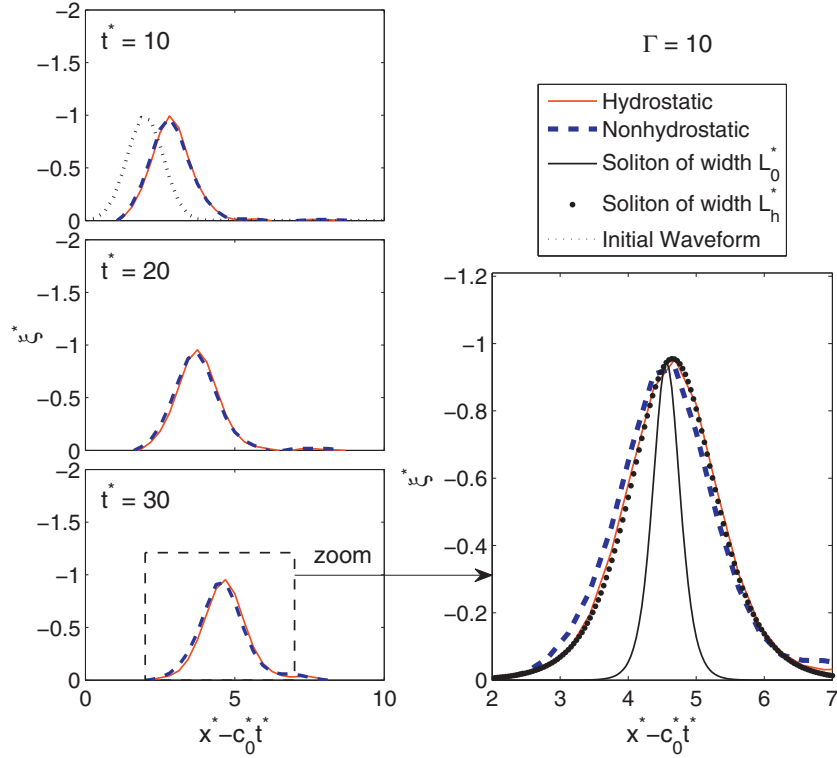 −2
−1.5
−1
−0.5
0
t* = 10
−2
−1.5
−1
−0.5
0
t* = 20
ξ*
−2
−1.5
−1
−0.5
0
t* = 30
zoom
0
5
10
x*−c₀*t*
Γ = 10
Hydrostatic
Nonhydrostatic
Soliton of width L₀*
Soliton of width Lₕ*
Initial Waveform
−1.2
−1
−0.8
−0.6
−0.4
−0.2
0
ξ*
2
3
4
5
6
7
x*−c₀*t*